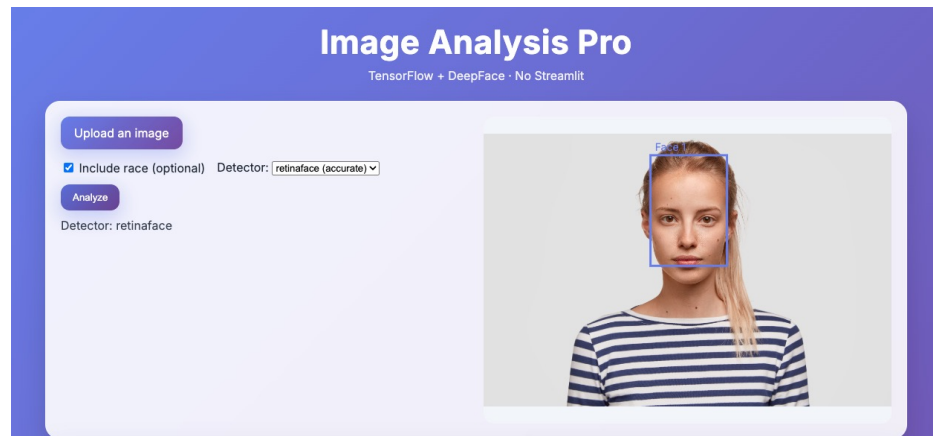 Image Analysis Pro
TensorFlow + DeepFace · No Streamlit
Upload an image
Include race (optional) Detector: retinaface (accurate)
Analyze
Detector: retinaface
Face 1